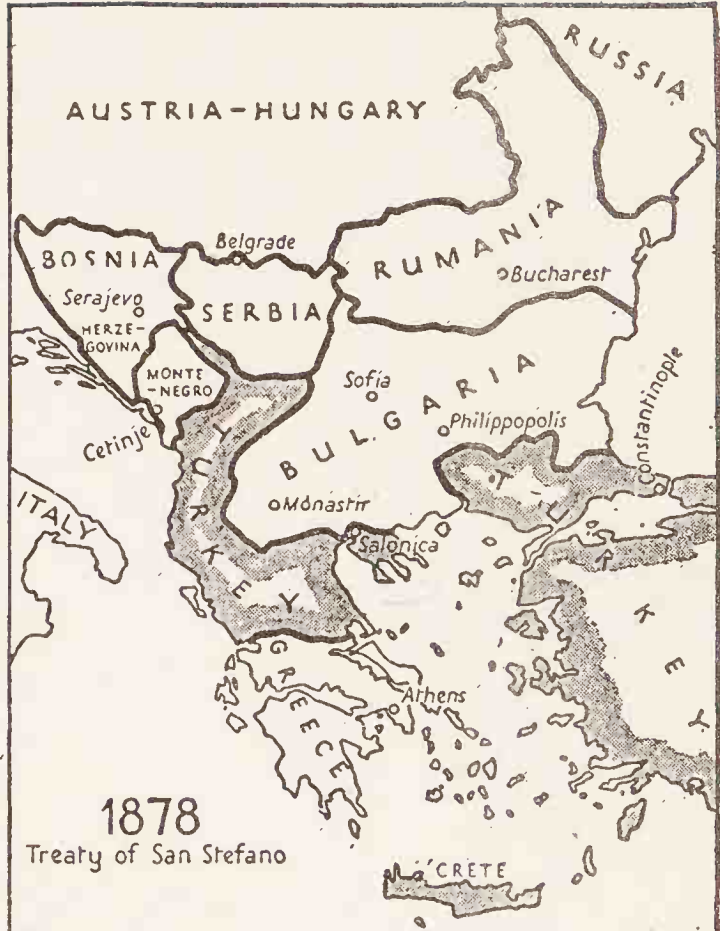 RUSSIA
AUSTRIA-HUNGARY
RUMANIA
Bucharest
BOSNIA
Belgrade
Serajevo
HERZE-
GOVINA
SERBIA
MONTE
-NEGRO
Cetinje
Sofia
BULGARIA
Philippopolis
Constantinople
Monastir
Salonica
TURKEY
TURKEY
ITALY
GREECE
Athens
1878
Treaty of San Stefano
CRETE